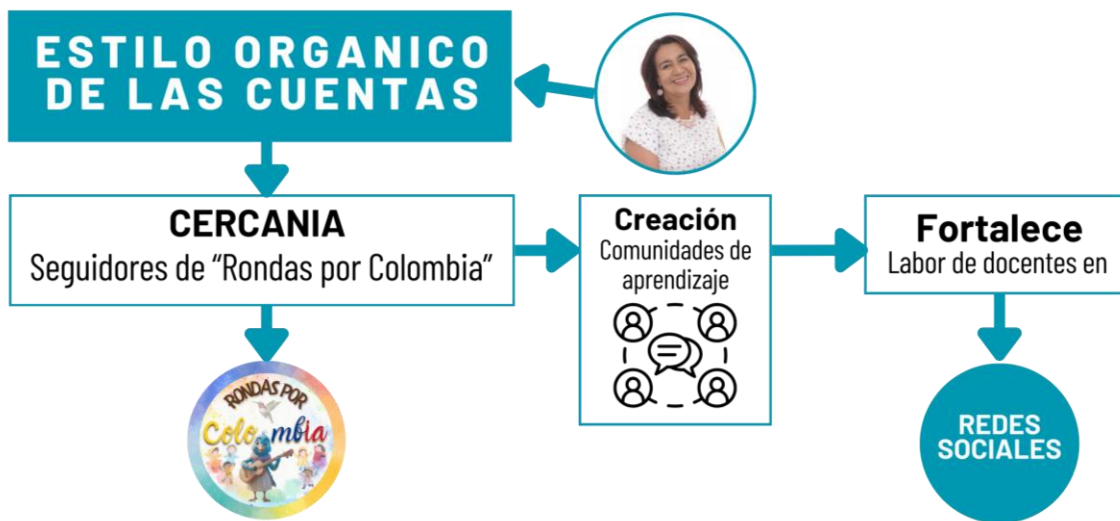 ESTILO ORGANICO
DE LAS CUENTAS
CERCANIA
Seguidores de “Rondas por Colombia”
Creación
Comunidades de
aprendizaje
Fortalece
Labor de docentes en
RONDAS POR
Colombia
REDES
SOCIALES